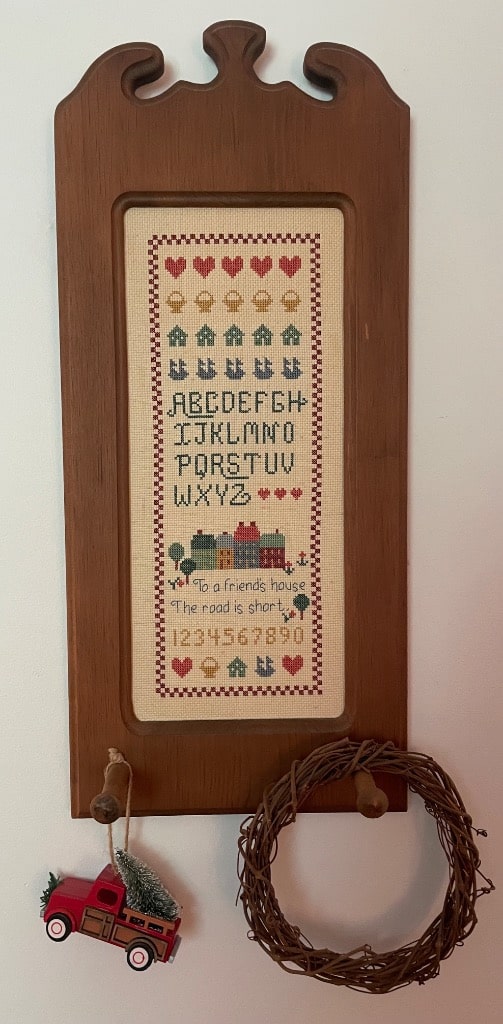 ABCDEFGH
IJKLMNO
PQRSTUV
WXYZ
To a friend's house
The road is short.
1234567890